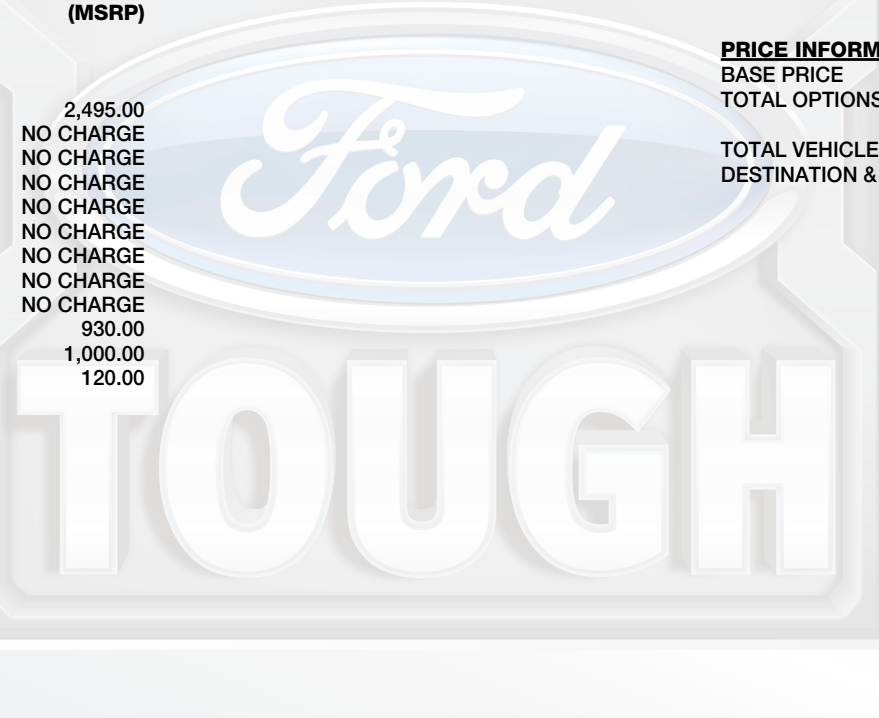 (MSRP)
2,495.00
NO CHARGE
NO CHARGE
NO CHARGE
NO CHARGE
NO CHARGE
NO CHARGE
NO CHARGE
NO CHARGE
930.00
1,000.00
120.00
PRICE INFORM
BASE PRICE
TOTAL OPTIONS
TOTAL VEHICLE
DESTINATION &
Ford
TOUGH